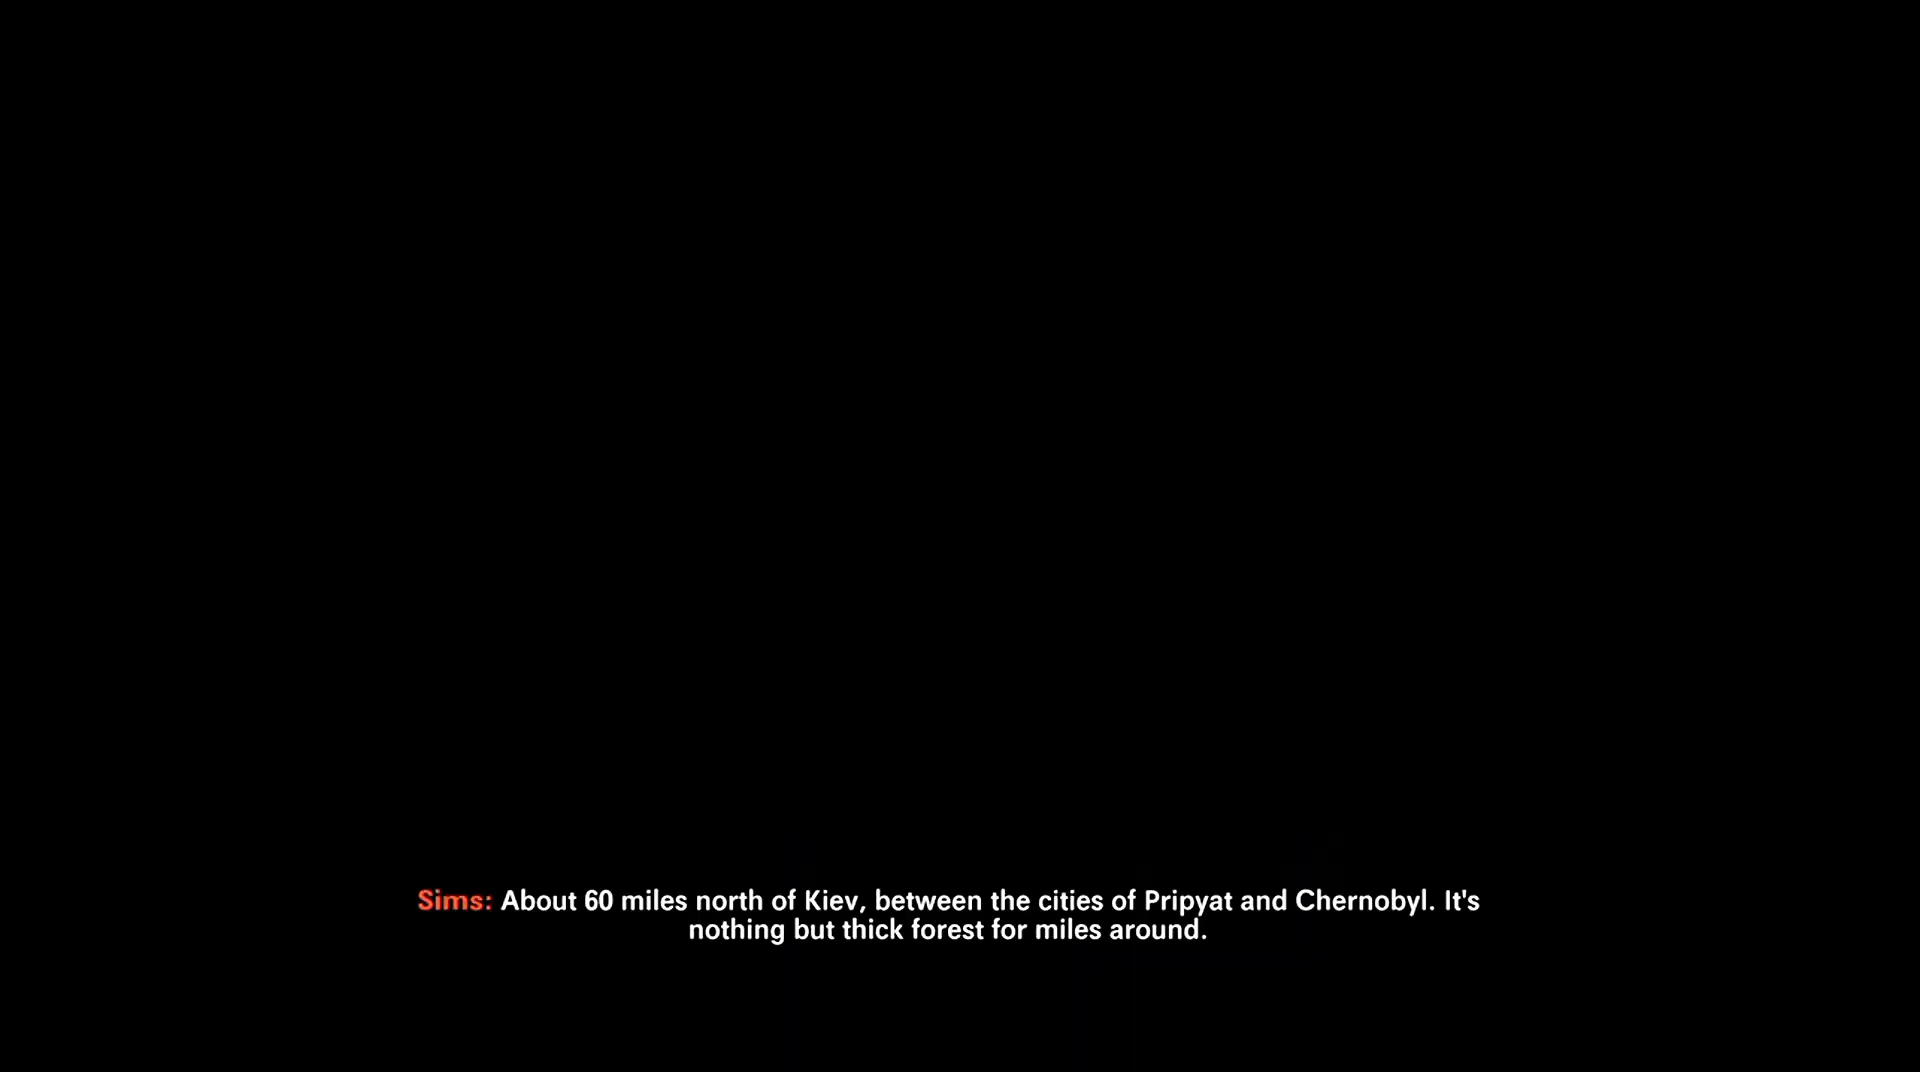 Sims: About 60 miles north of Kiev, between the cities of Pripyat and Chernobyl. It's
nothing but thick forest for miles around.